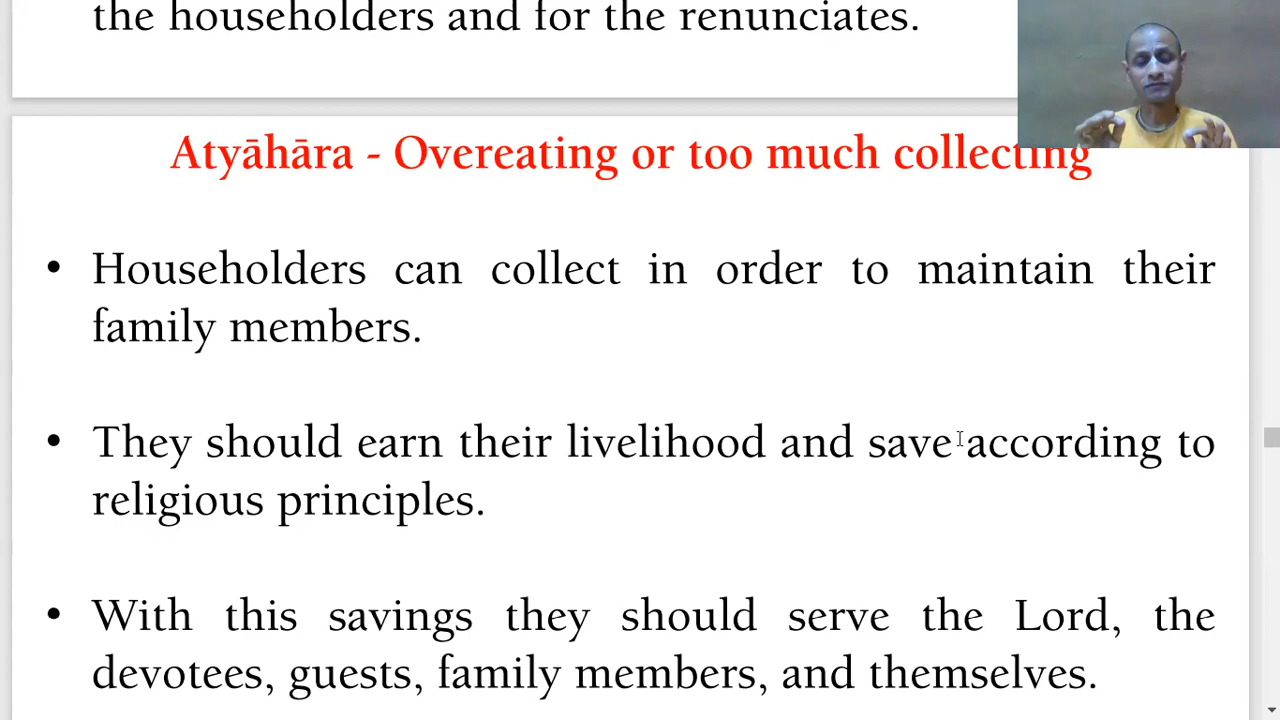 the householders and for the renunciates.
Atyāhāra - Overeating or too much collecting
• Householders can collect in order to maintain their
family members.
• They should earn their livelihood and save according to
religious principles.
• With this savings they should serve the Lord, the
devotees, guests, family members, and themselves.